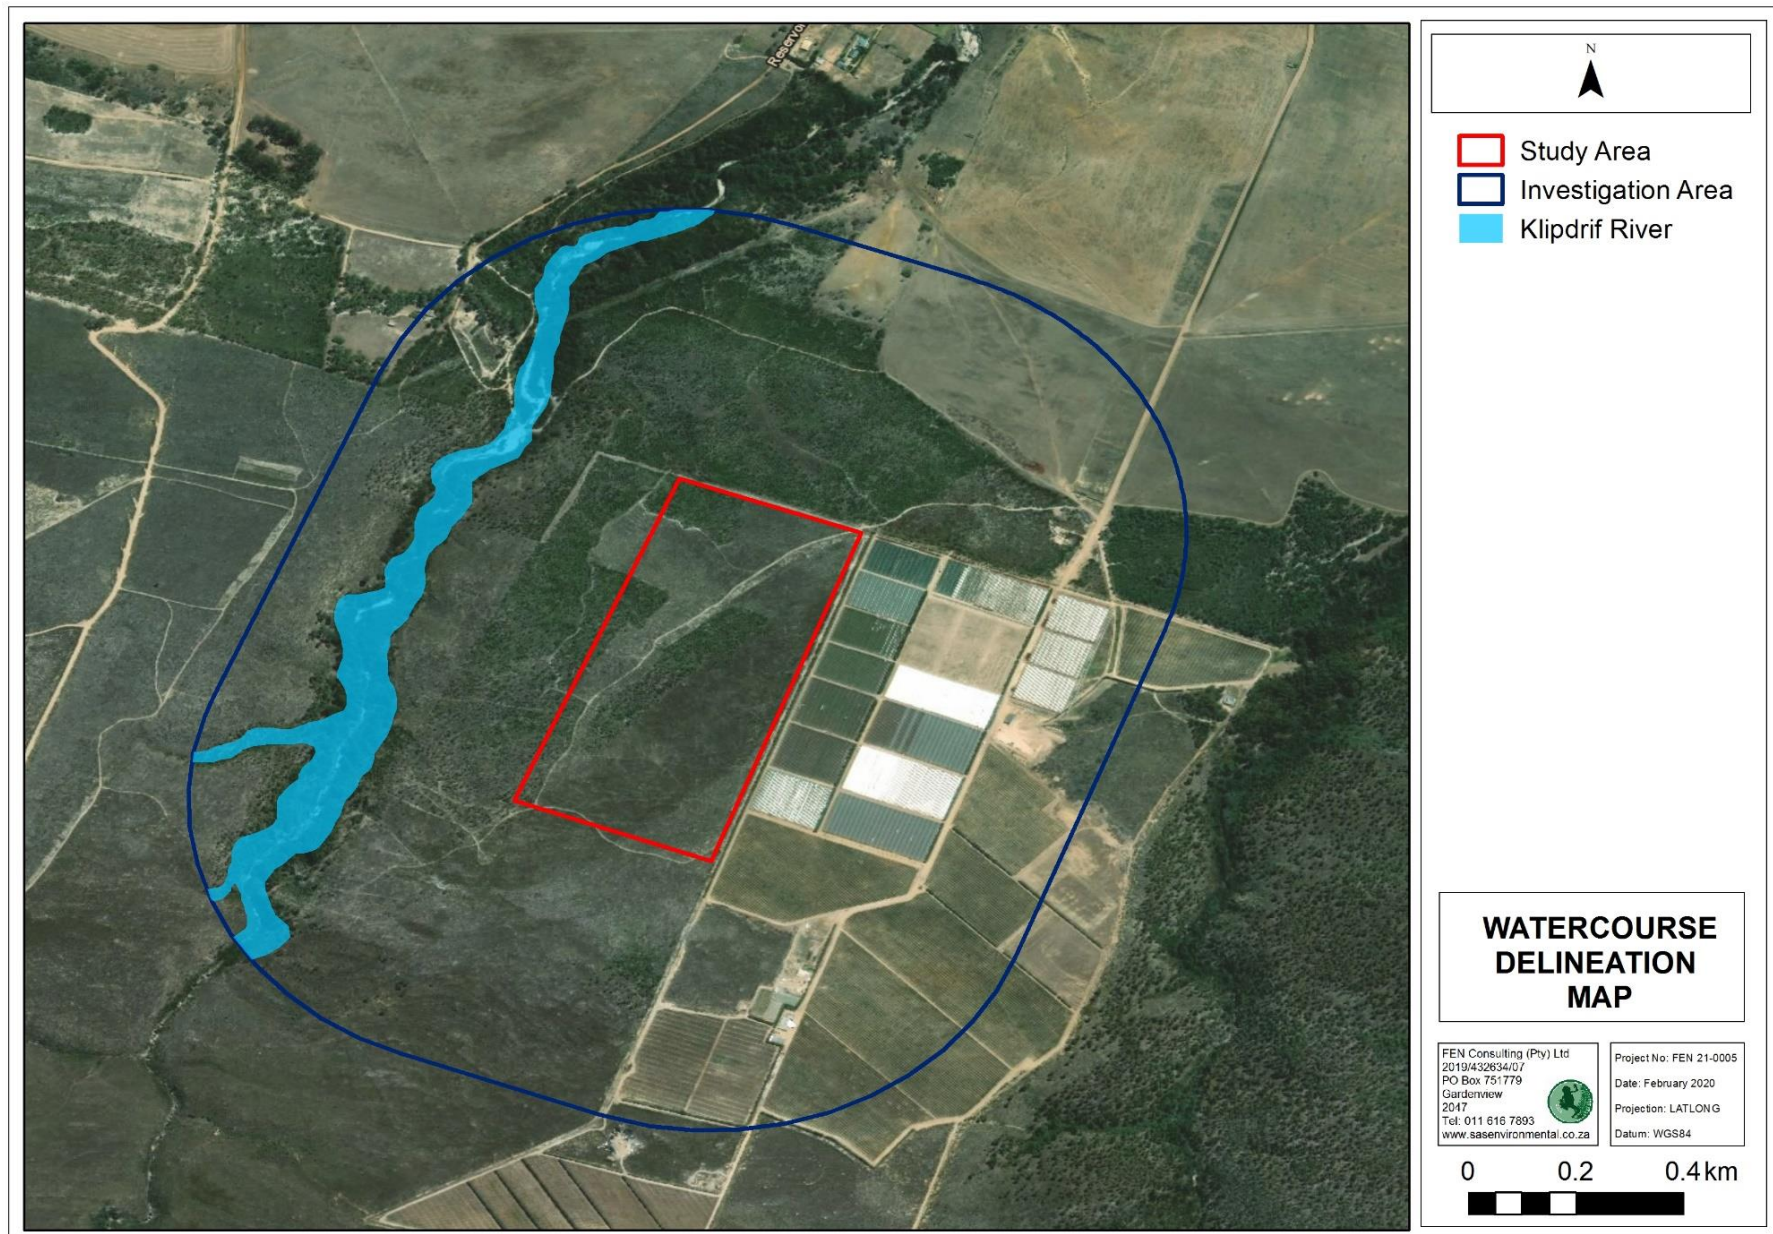 Reservoi
N
Study Area
Investigation Area
Klipdrif River
WATERCOURSE
DELINEATION
MAP
FEN Consulting (Pty) Ltd
2019/432634/07
PO Box 751779
Gardenview
2047
Tel: 011 616 7893
www.sasenvironmental.co.za
Project No: FEN 21-0005
Date: February 2020
Projection: LATLONG
Datum: WGS84
0 0.2 0.4 km